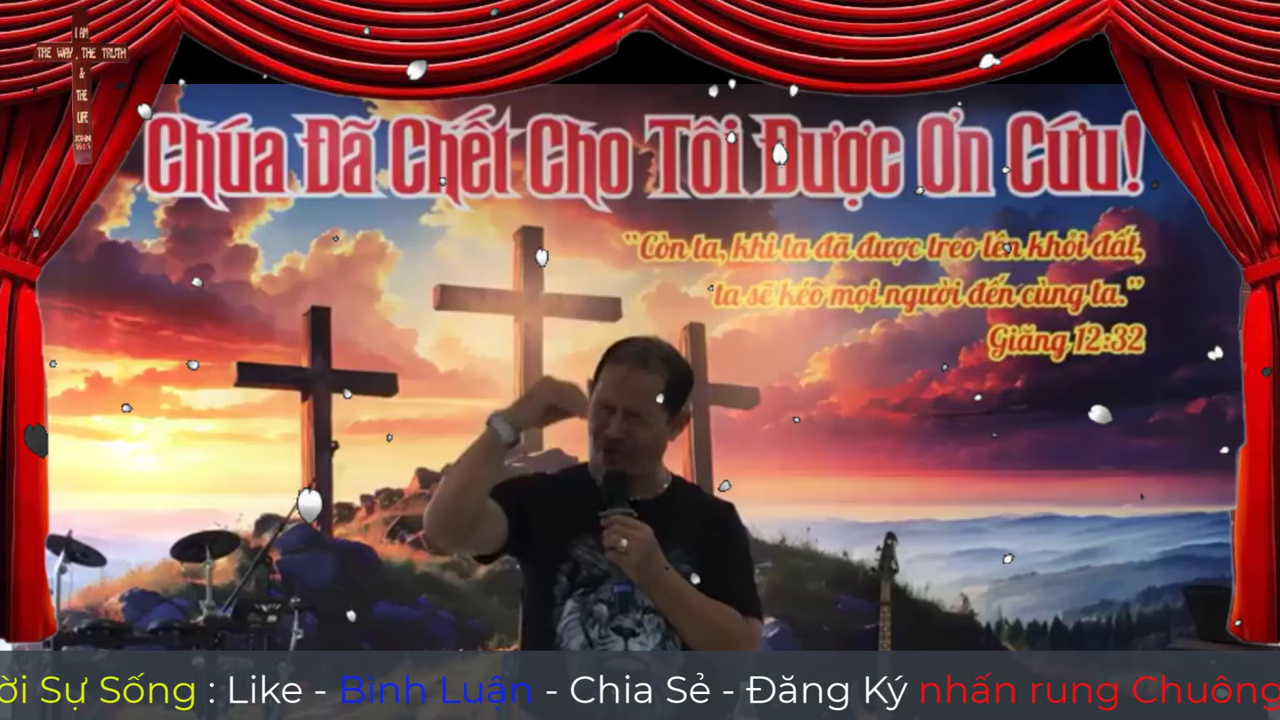 I AM
THE WAY, THE TRUTH
&
THE
LIFE
JOHN
Chúa Đã Chết Cho Tôi Được Ơn Cứu!
"Còn ta, khi ta đã được treo lên khỏi đất,
ta sẽ kéo mọi người đến cùng ta."
Giăng 12:32
ời Sự Sống : Like - Bình Luận - Chia Sẻ - Đăng Ký nhấn rung Chuông